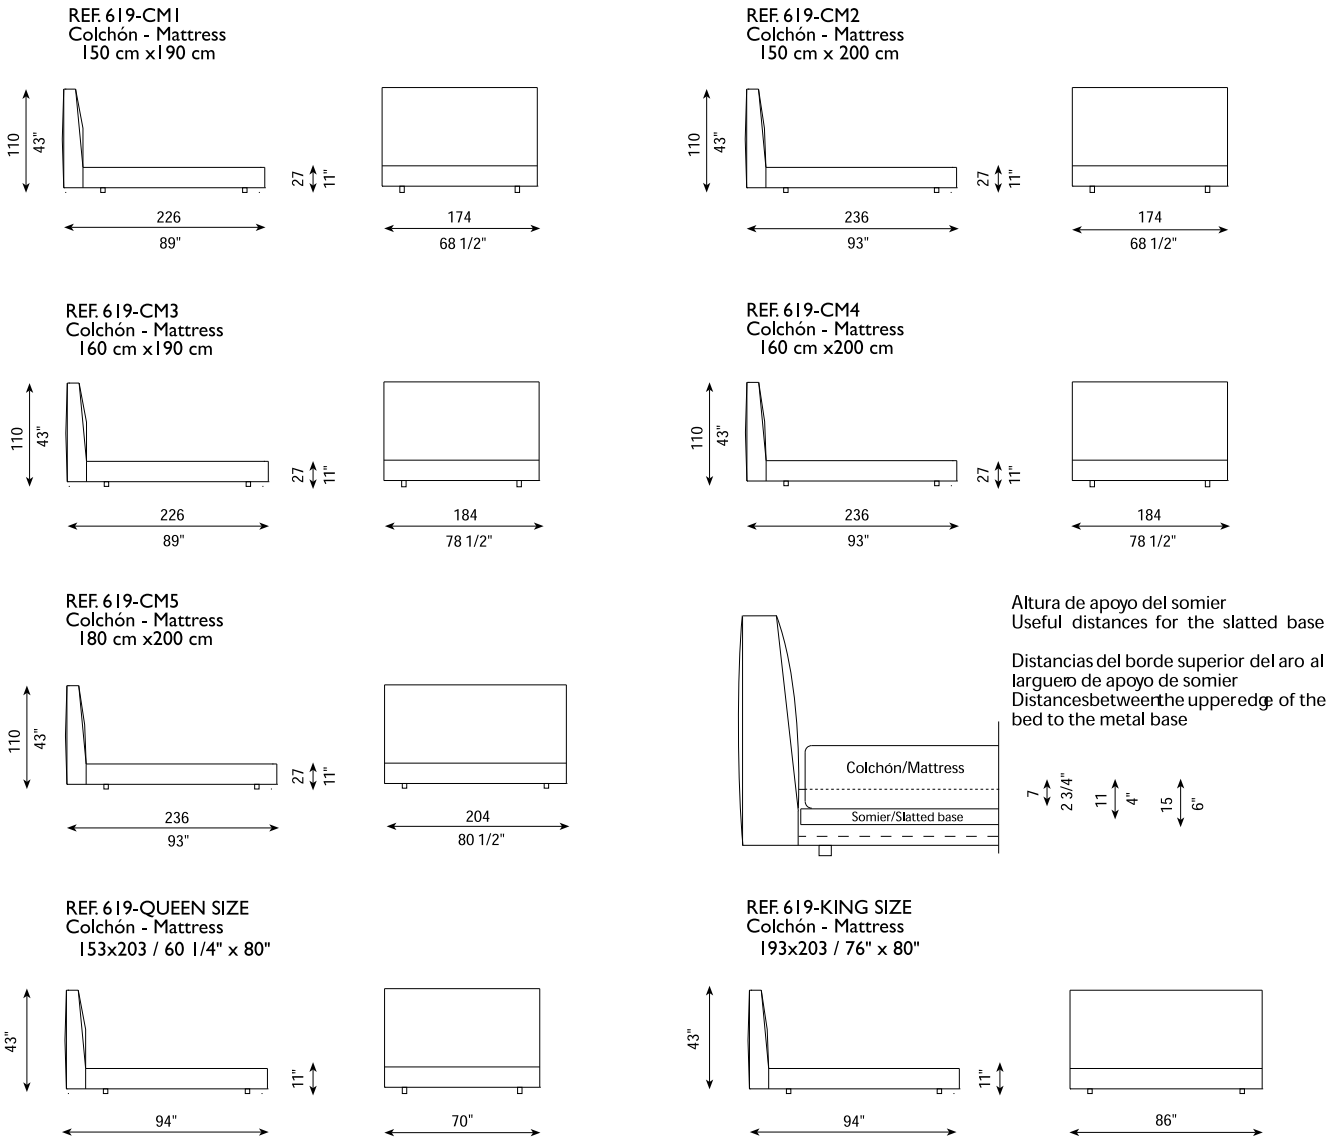 REF. 619-CM1
Colchón - Mattress
150 cm x190 cm
110
43"
27
11"
226
89"
174
68 1/2"
REF. 619-CM2
Colchón - Mattress
150 cm x 200 cm
110
43"
27
11"
236
93"
174
68 1/2"
REF. 619-CM3
Colchón - Mattress
160 cm x190 cm
110
43"
27
11"
226
89"
184
78 1/2"
REF. 619-CM4
Colchón - Mattress
160 cm x200 cm
110
43"
27
11"
236
93"
184
78 1/2"
REF. 619-CM5
Colchón - Mattress
180 cm x200 cm
110
43"
27
11"
236
93"
204
80 1/2"
Altura de apoyo del somier
Useful distances for the slatted base
Distancias del borde superior del aro al
larguero de apoyo de somier
Distances between the upper edge of the
bed to the metal base
Colchón/Mattress
Somier/Slatted base
7
2 3/4"
11
4"
15
6"
REF. 619-QUEEN SIZE
Colchón - Mattress
153x203 / 60 1/4" x 80"
43"
11"
94"
70"
REF. 619-KING SIZE
Colchón - Mattress
193x203 / 76" x 80"
43"
11"
94"
86"